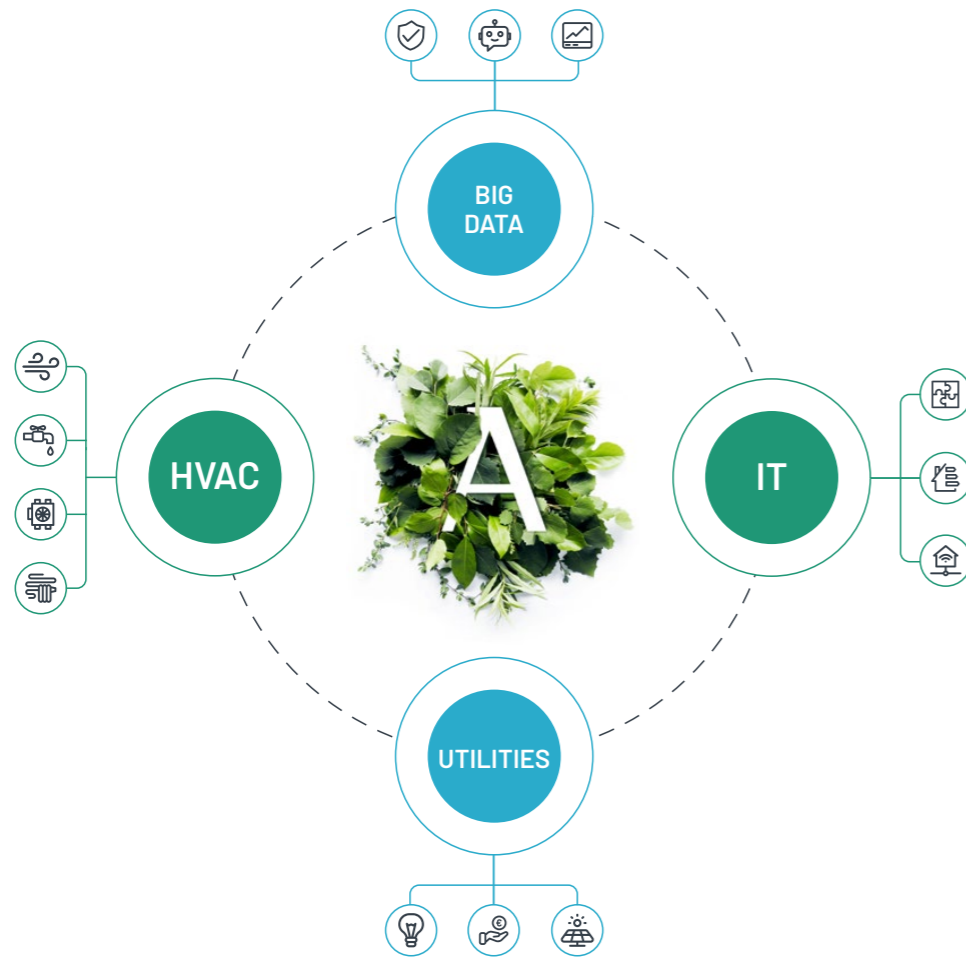 BIG
DATA
HVAC
A
IT
UTILITIES
€